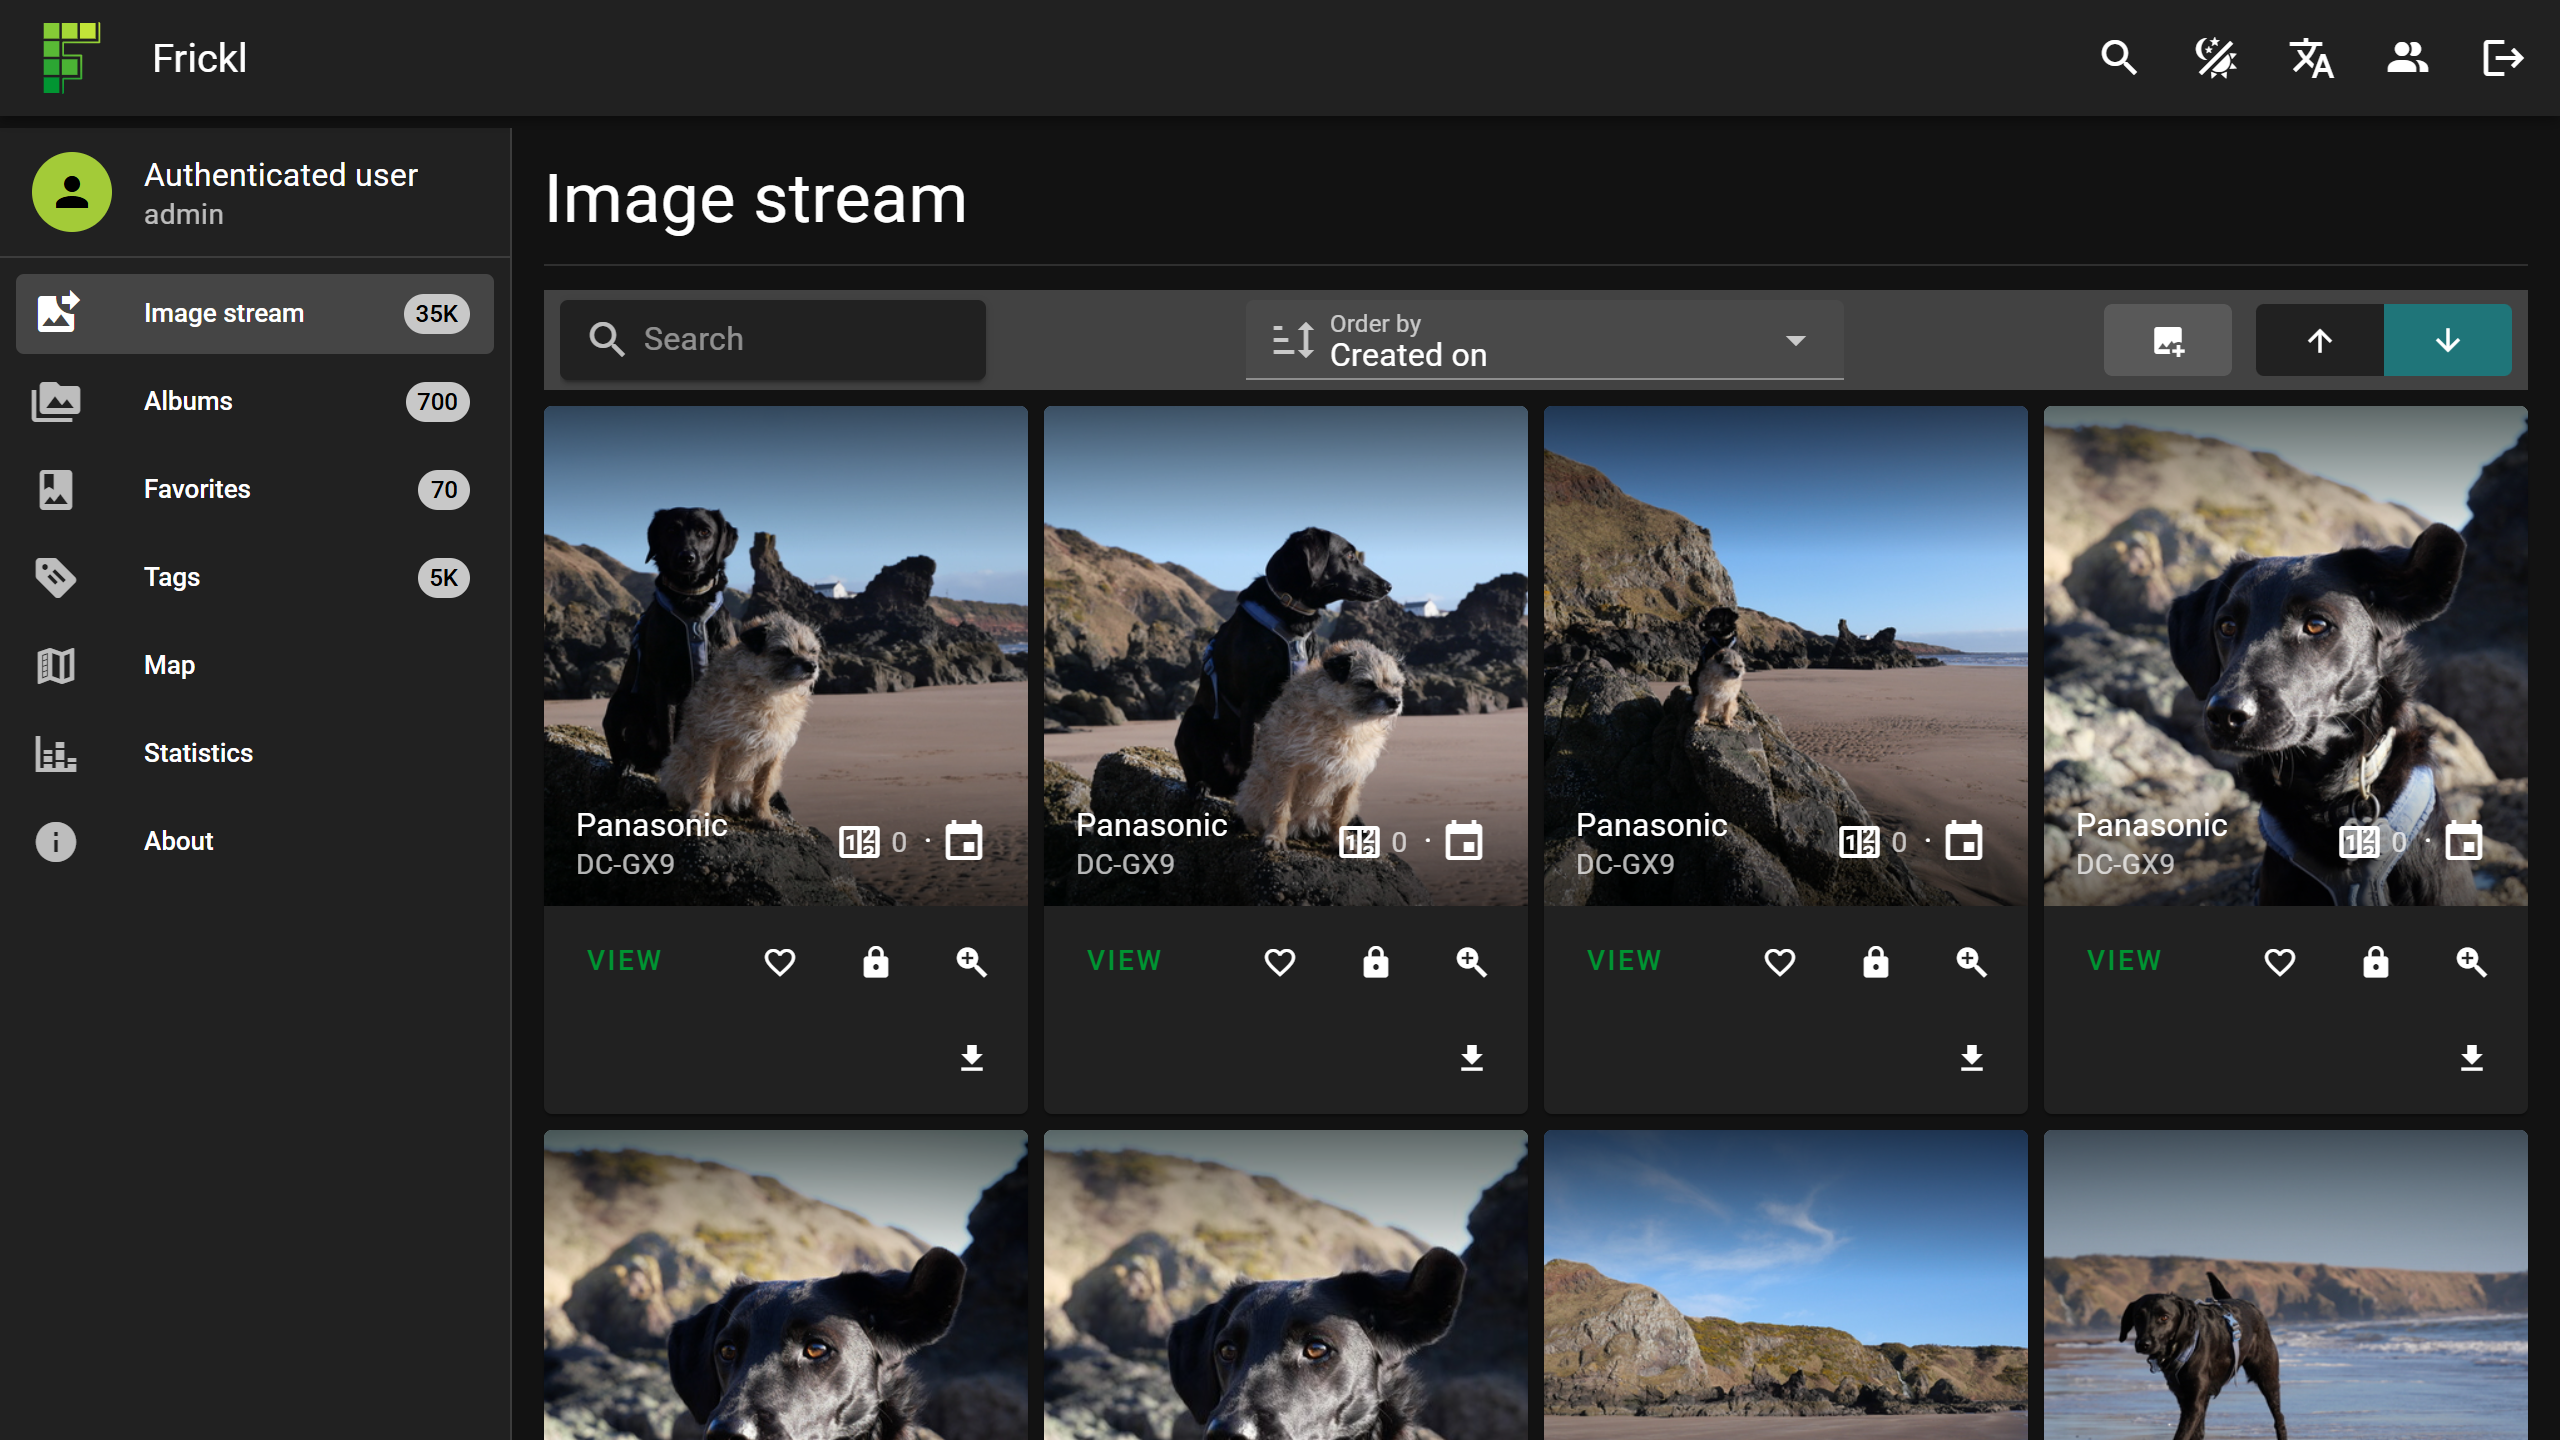 Frickl
Authenticated user
admin
Image stream 35K
Albums 700
Favorites 70
Tags 5K
Map
Statistics
About
Image stream
Search
Order by
Created on
Panasonic
DC-GX9
0 ·
Panasonic
DC-GX9
0 ·
Panasonic
DC-GX9
0 ·
Panasonic
DC-GX9
0 ·
VIEW
VIEW
VIEW
VIEW